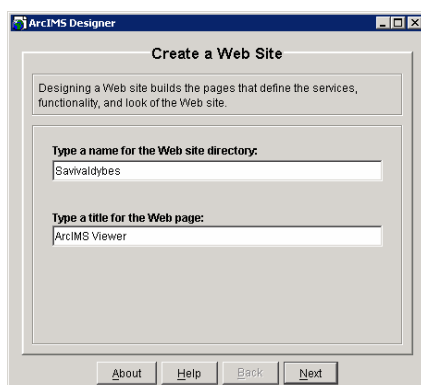 ArcIMS Designer
Create a Web Site
Designing a Web site builds the pages that define the services,
functionality, and look of the Web site.
Type a name for the Web site directory:
Savivaldybes
Type a title for the Web page:
ArcIMS Viewer
About Help Back Next